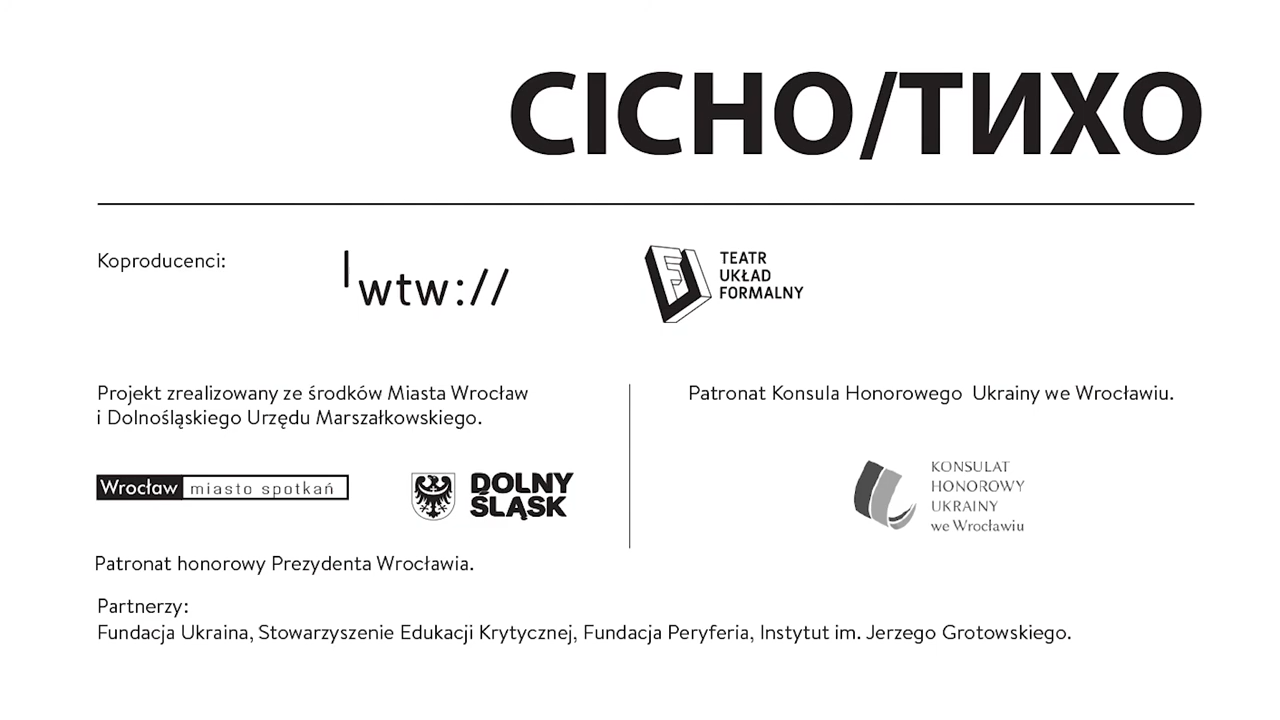 CICHO/ТИХО
Koproducenci:
wtw://
TEATR
UKŁAD
FORMALNY
Projekt zrealizowany ze środków Miasta Wrocław
i Dolnośląskiego Urzędu Marszałkowskiego.
Wrocław miasto spotkań
DOLNY
ŚLĄSK
Patronat Konsula Honorowego Ukrainy we Wrocławiu.
KONSULAT
HONOROWY
UKRAINY
we Wrocławiu
Patronat honorowy Prezydenta Wrocławia.
Partnerzy:
Fundacja Ukraina, Stowarzyszenie Edukacji Krytycznej, Fundacja Peryferia, Instytut im. Jerzego Grotowskiego.